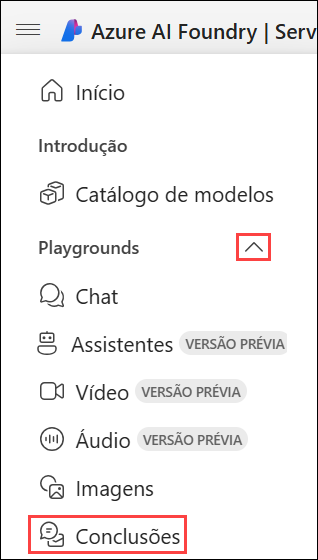 Azure AI Foundry | Serv
Início
Introdução
Catálogo de modelos
Playgrounds
Chat
Assistentes VERSÃO PRÉVIA
Vídeo VERSÃO PRÉVIA
Áudio VERSÃO PRÉVIA
Imagens
Conclusões